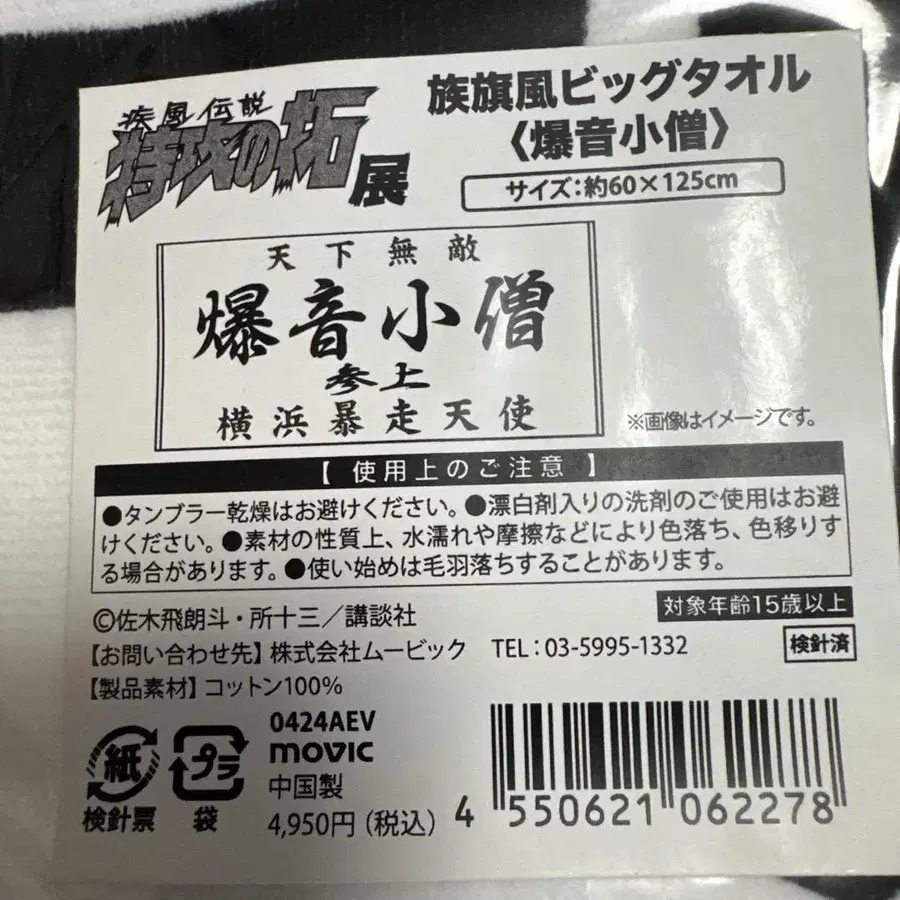 疾風伝説
特攻の拓
展
族旗風ビッグタオル
〈爆音小僧〉
サイズ:約60×125cm
天下無敵
爆音小僧
参上
横浜暴走天使
※画像はイメージです。
【 使用上のご注意 】
●タンブラー乾燥はお避けください。●漂白剤入りの洗剤のご使用はお避
けください。●素材の性質上、水濡れや摩擦などにより色落ち、色移りす
る場合があります。●使い始めは毛羽落ちすることがあります。
©佐木飛朗斗・所十三／講談社
対象年齢15歳以上
【お問い合わせ先】株式会社ムービック TEL:03-5995-1332
検針済
【製品素材】コットン100%
紙
検針票
プラ
袋
0424AEV
movic
中国製
4,950円(税込)
4 550621 062278